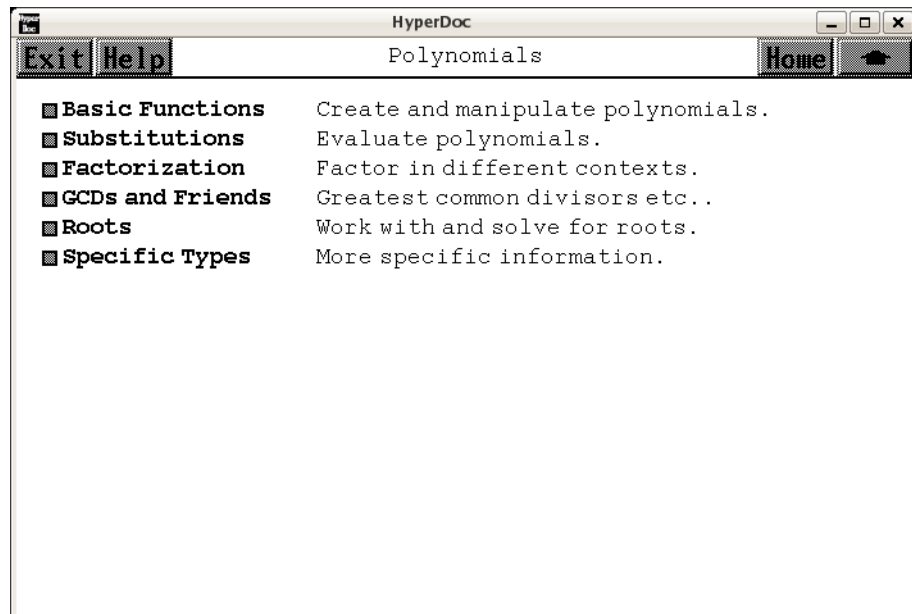 Hyper Doc HyperDoc
Exit Help Polynomials Home
Basic Functions Create and manipulate polynomials.
Substitutions Evaluate polynomials.
Factorization Factor in different contexts.
GCDs and Friends Greatest common divisors etc..
Roots Work with and solve for roots.
Specific Types More specific information.